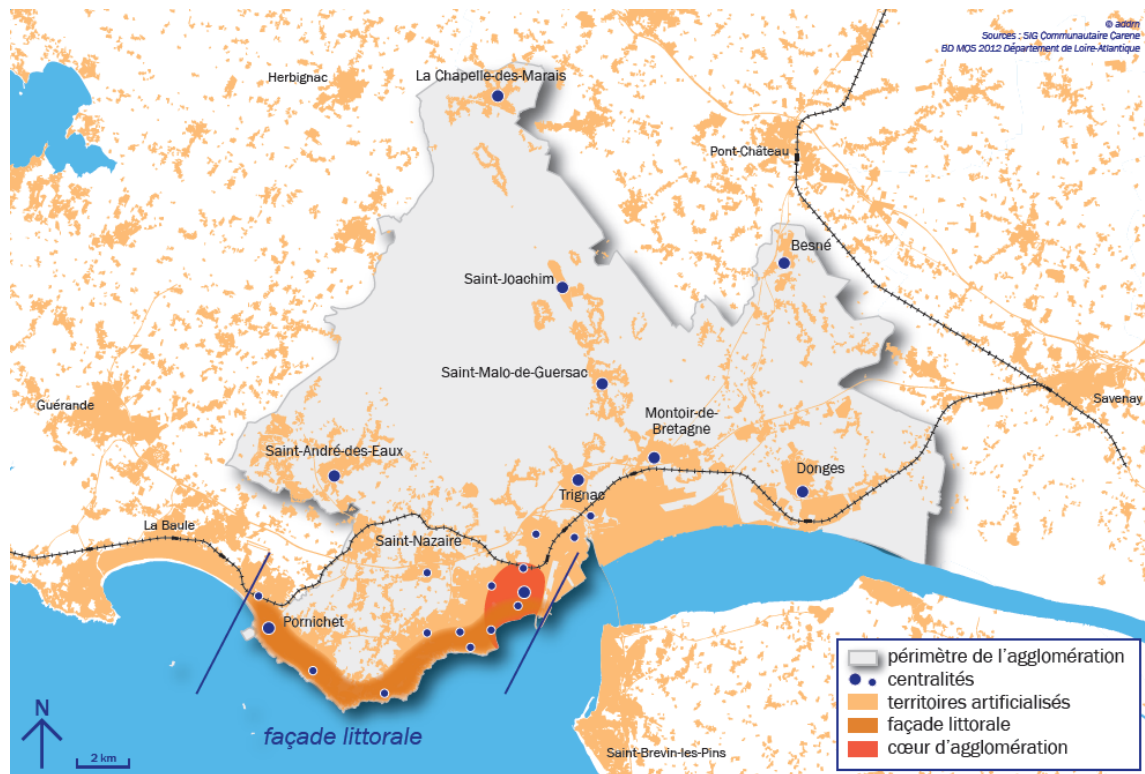 © addrn
Sources : SIG Communautaire Carene
BD MOS 2012 Département de Loire-Atlantique
Herbignac
La Chapelle-des-Marais
Pont-Château
Besné
Saint-Joachim
Saint-Malo-de-Guersac
Savenay
Guérande
Montoir-de-
Bretagne
Saint-André-des-Eaux
Donges
Trignac
La Baule
Saint-Nazaire
Pornichet
façade littorale
N
2 km
Saint-Brevin-les-Pins
périmètre de l'agglomération
centralités
territoires artificialisés
façade littorale
cœur d'agglomération